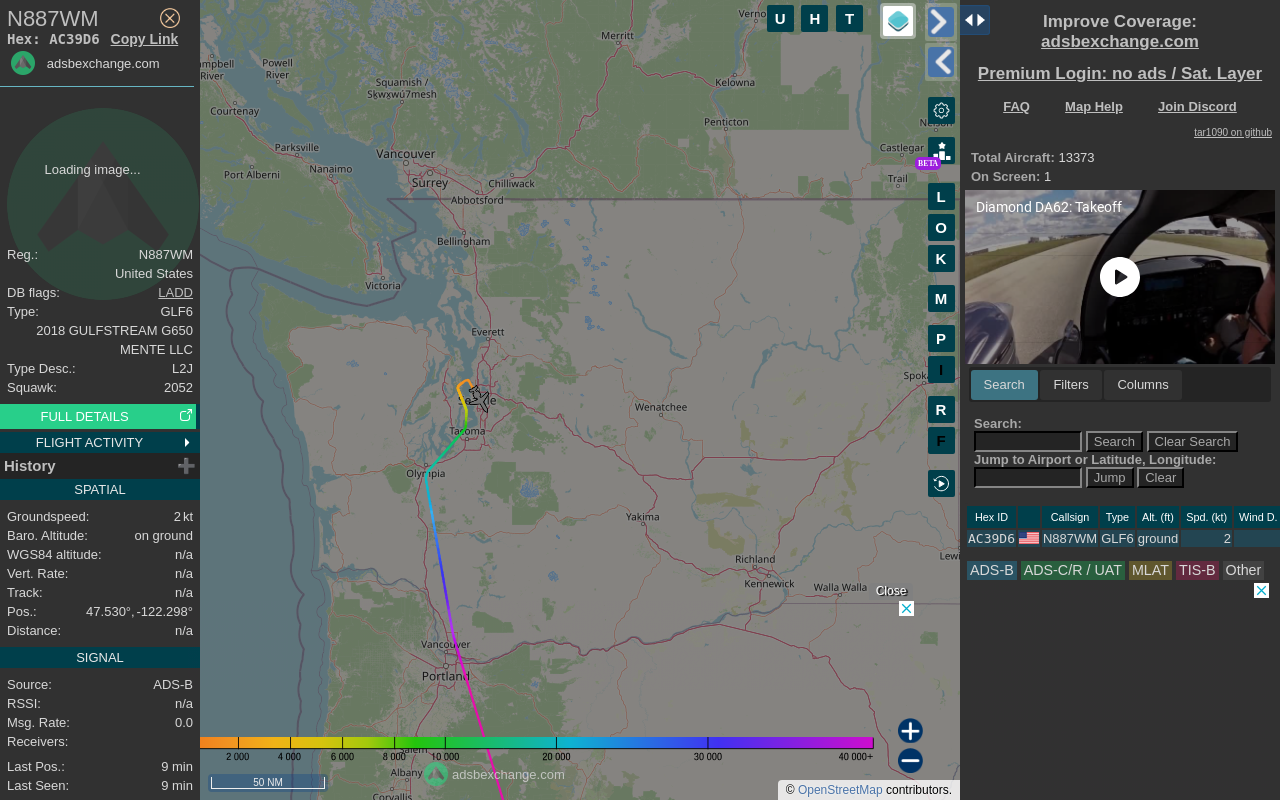 N887WM
Hex: AC39D6 Copy Link
adsbexchange.com
Loading image...
Reg.: N887WM
United States
DB flags: LADD
Type: GLF6
2018 GULFSTREAM G650
MENTE LLC
Type Desc.: L2J
Squawk: 2052
FULL DETAILS
FLIGHT ACTIVITY
History
SPATIAL
Groundspeed: 2 kt
Baro. Altitude: on ground
WGS84 altitude: n/a
Vert. Rate: n/a
Track: n/a
Pos.: 47.530°, -122.298°
Distance: n/a
SIGNAL
Source: ADS-B
RSSI: n/a
Msg. Rate: 0.0
Receivers:
Last Pos.: 9 min
Last Seen: 9 min
U H T
Merritt
Powell
River
River
Squamish /
Sḵwx̱wú7mesh
Kelowna
Courtenay
Penticton
Parksville
Vancouver
Castlegar
Nanaimo
Port Alberni
Surrey
Chilliwack
Trail
BETA
Abbotsford
L
O
Bellingham
K
Victoria
M
Everett
P
I
Wenatchee
R
Tacoma
F
Olympia
Yakima
Richland
Kennewick
Walla Walla
Close
Vancouver
Portland
2 000 4 000 6 000 8 000 10 000 20 000 30 000 40 000+
Albany
adsbexchange.com
50 NM
Corvallis
© OpenStreetMap contributors.
Improve Coverage:
adsbexchange.com
Premium Login: no ads / Sat. Layer
FAQ Map Help Join Discord
tar1090 on github
Total Aircraft: 13373
On Screen: 1
Diamond DA62: Takeoff
Search Filters Columns
Search:
Search Clear Search
Jump to Airport or Latitude, Longitude:
Jump Clear
Hex ID Callsign Type Alt. (ft) Spd. (kt) Wind D.
AC39D6 N887WM GLF6 ground 2
ADS-B ADS-C/R / UAT MLAT TIS-B Other